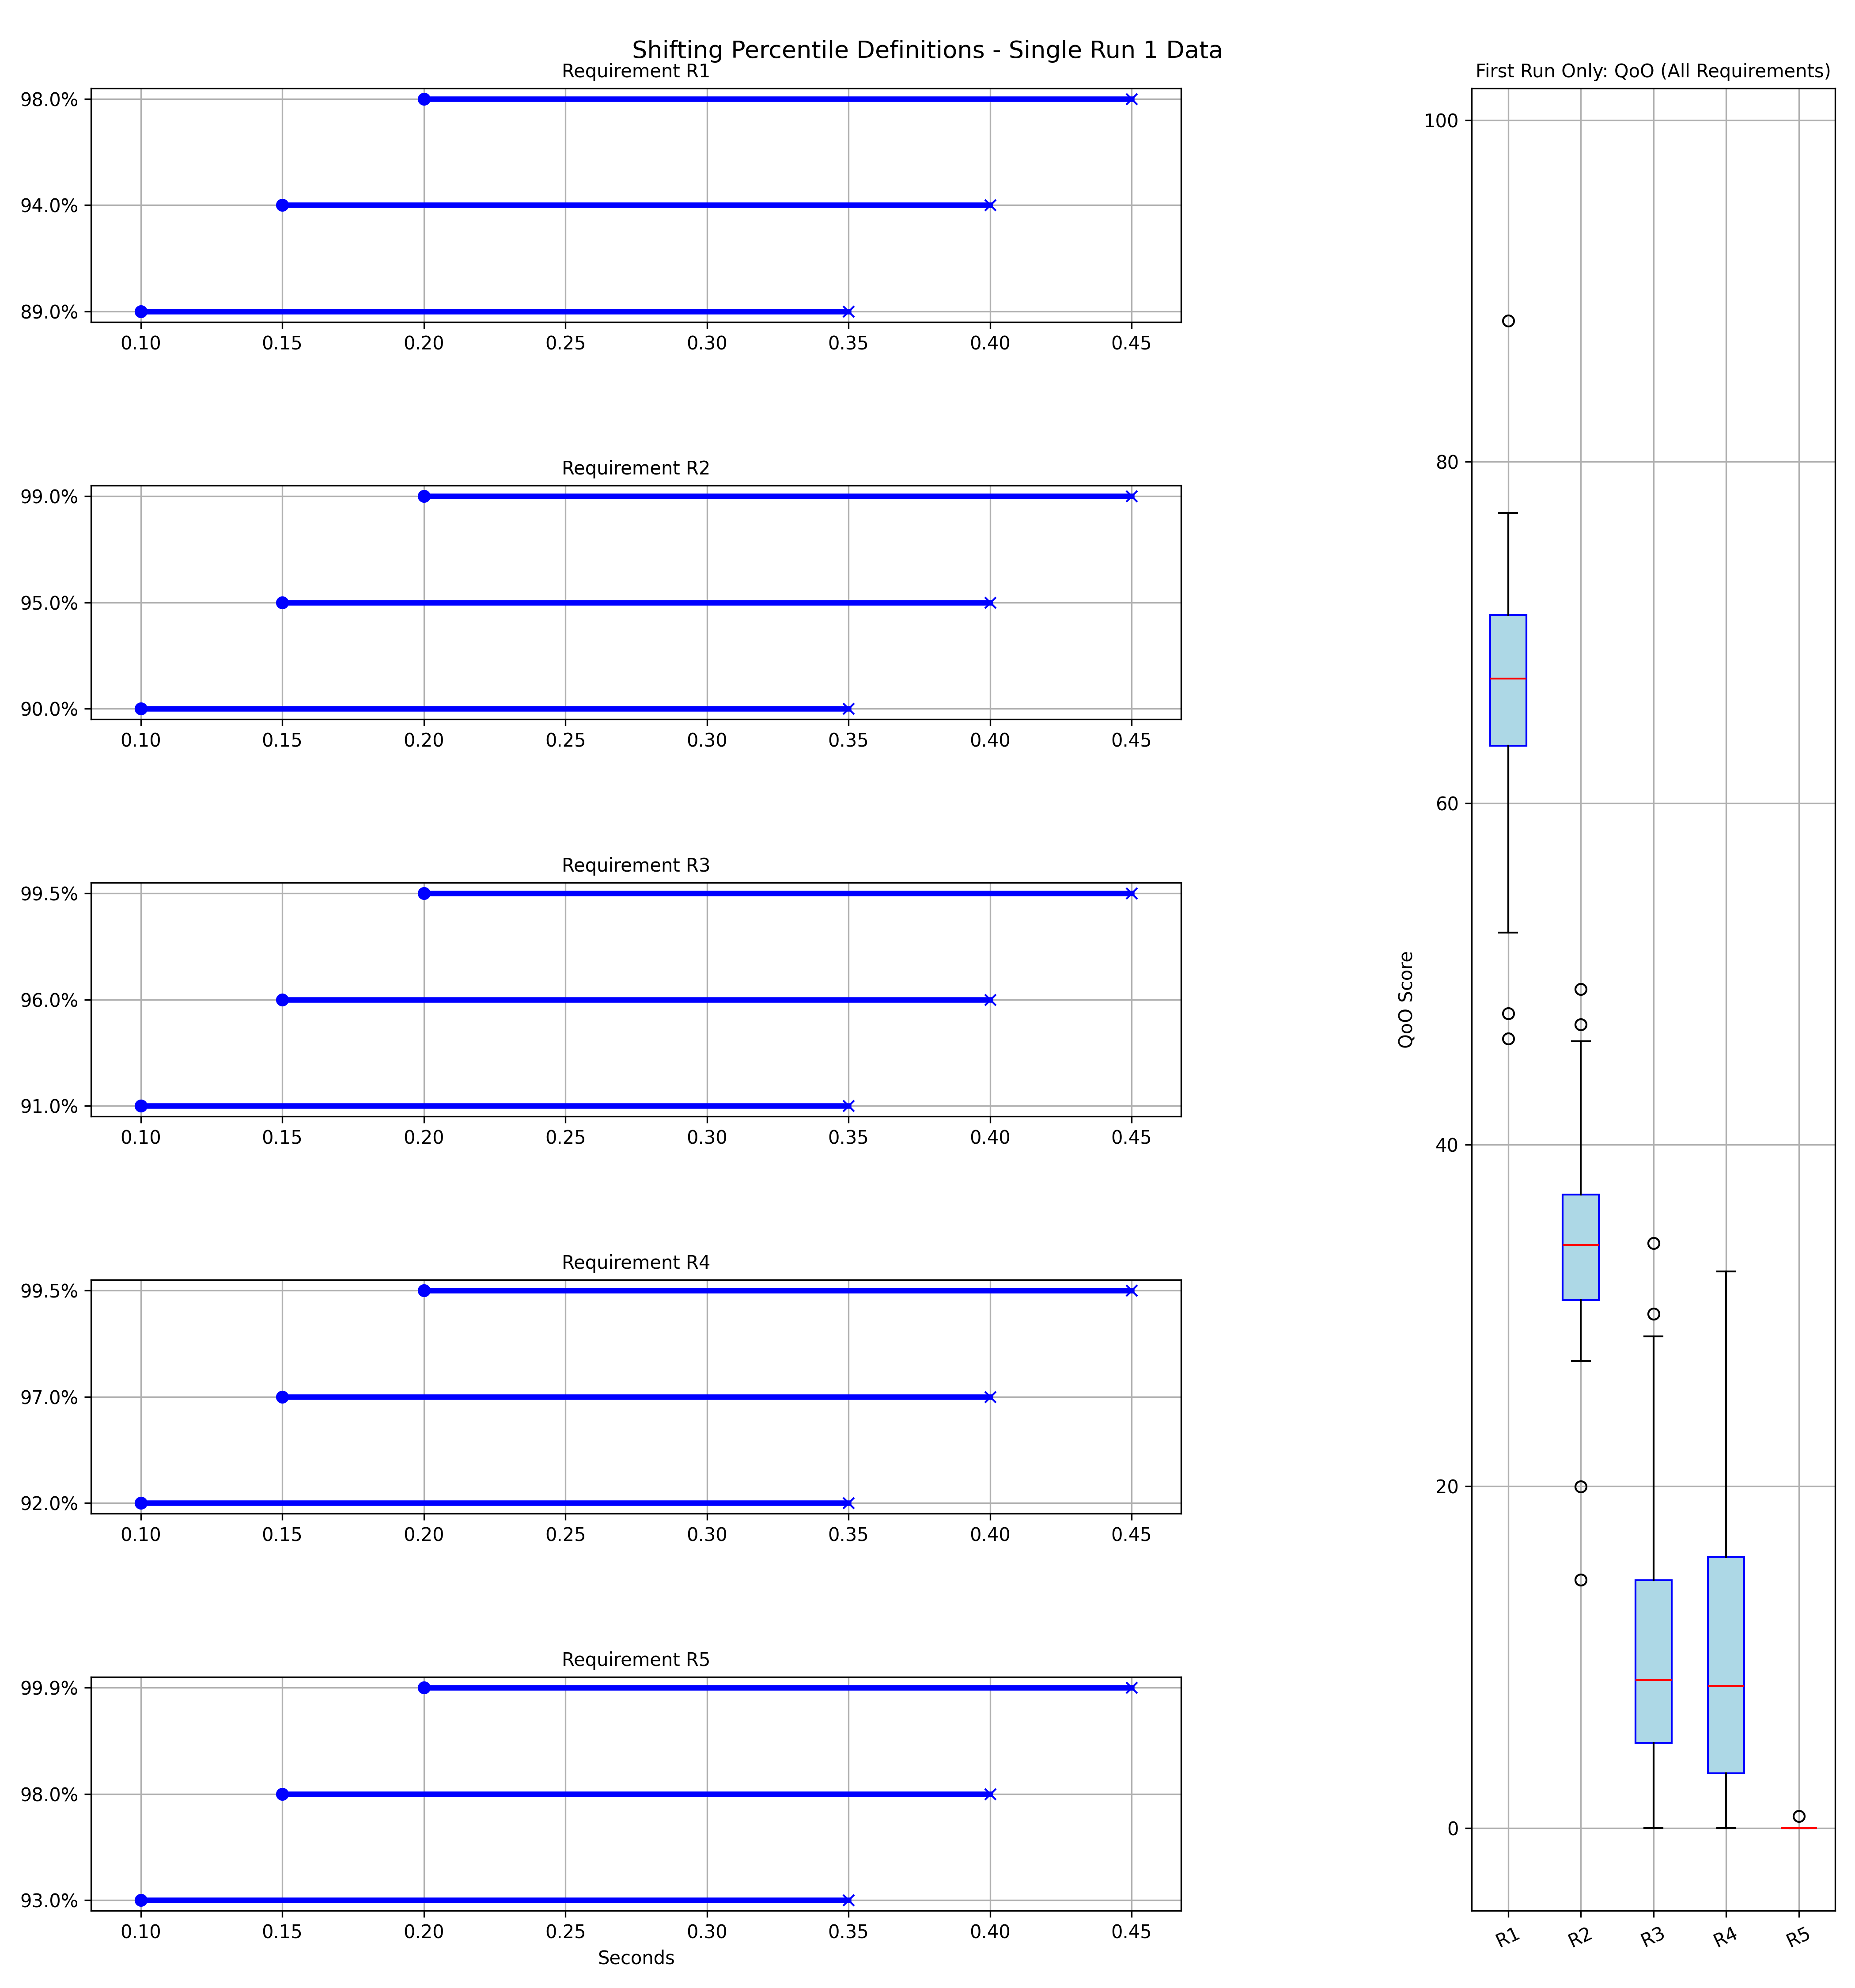 Shifting Percentile Definitions - Single Run 1 Data
Requirement R1
98.0%
94.0%
89.0%
0.10 0.15 0.20 0.25 0.30 0.35 0.40 0.45
Requirement R2
99.0%
95.0%
90.0%
0.10 0.15 0.20 0.25 0.30 0.35 0.40 0.45
Requirement R3
99.5%
96.0%
91.0%
0.10 0.15 0.20 0.25 0.30 0.35 0.40 0.45
Requirement R4
99.5%
97.0%
92.0%
0.10 0.15 0.20 0.25 0.30 0.35 0.40 0.45
Requirement R5
99.9%
98.0%
93.0%
0.10 0.15 0.20 0.25 0.30 0.35 0.40 0.45
Seconds
First Run Only: QoO (All Requirements)
100
80
60
40
20
0
QoO Score
R1 R2 R3 R4 R5